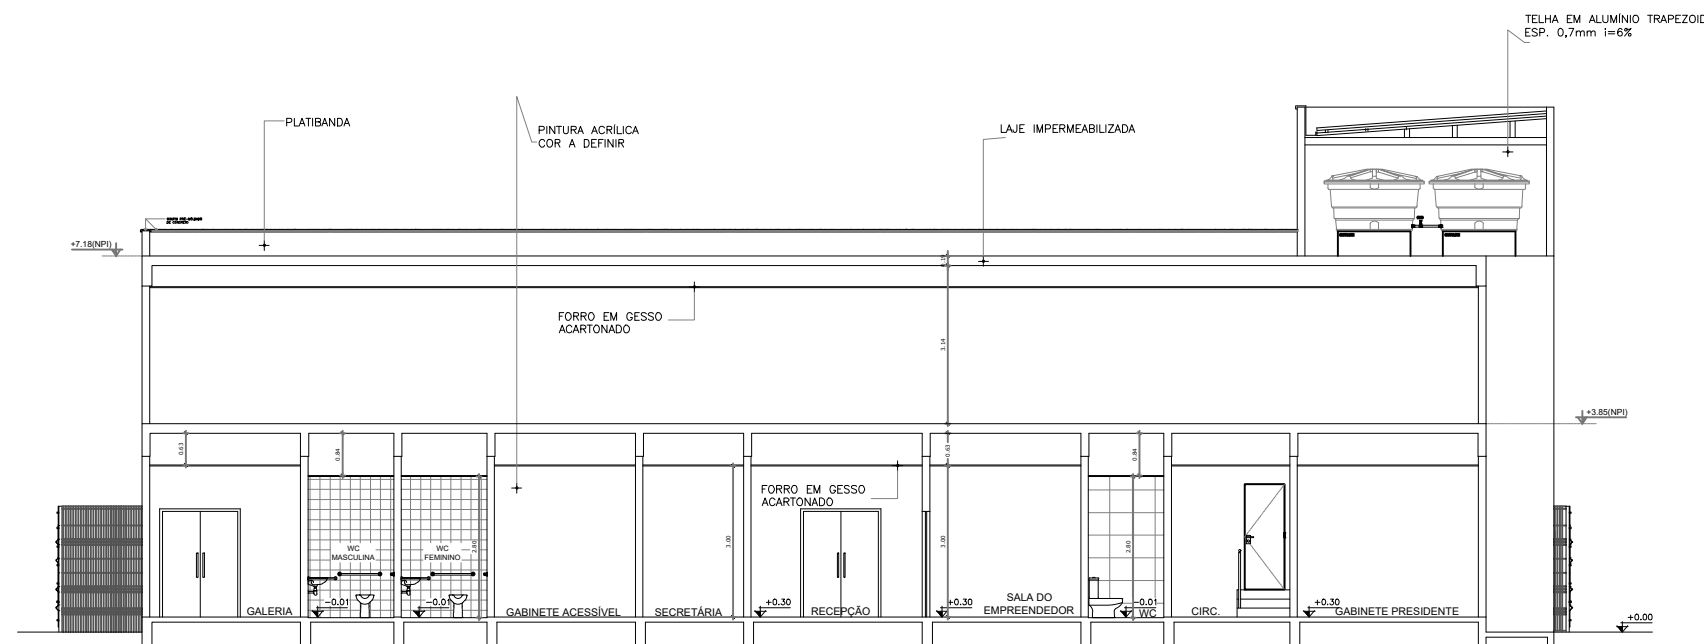 TELHA EM ALUMÍNIO TRAPEZOID
ESP. 0,7mm i=6%
PLATIBANDA
PINTURA ACRÍLICA
COR A DEFINIR
LAJE IMPERMEABILIZADA
+7.18(NPI)
FORRO EM GESSO
ACARTONADO
3.14
+3.85(NPI)
0.63
0.84
0.63
0.84
FORRO EM GESSO
ACARTONADO
WC
MASCULINA
WC
FEMININO
2.80
3.00
3.00
2.80
GALERIA
-0.01
-0.01
GABINETE ACESSÍVEL
SECRETÁRIA
+0.30
RECEPÇÃO
+0.30
SALA DO
EMPREENDEDOR
-0.01
WC
CIRC.
+0.30
GABINETE PRESIDENTE
+0.00